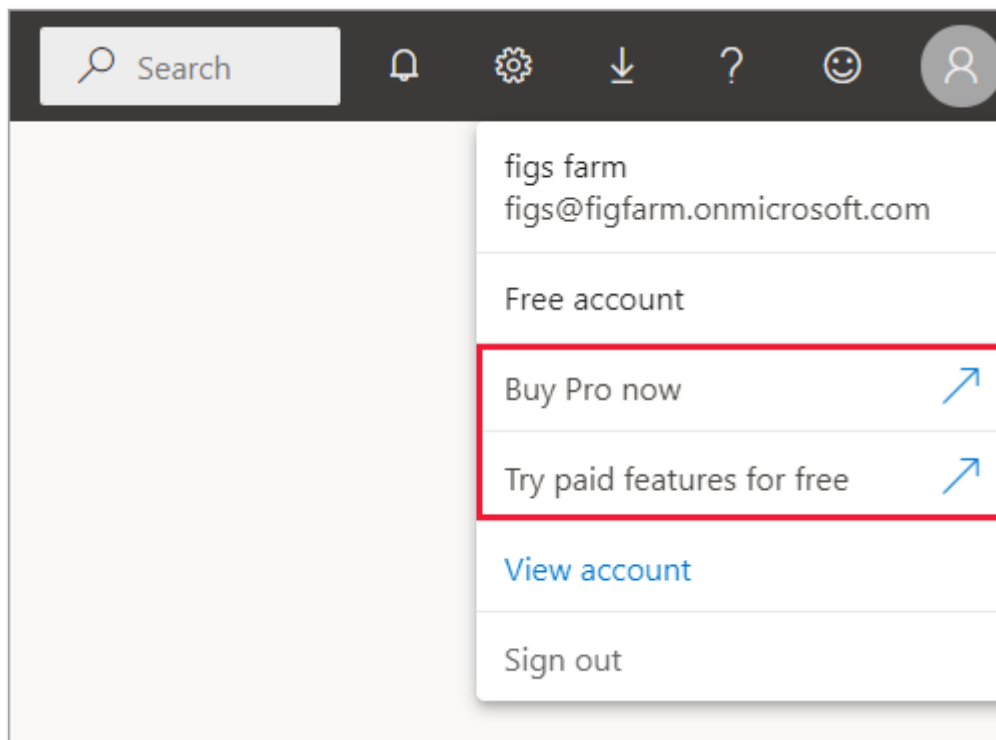 Search
figs farm
figs@figfarm.onmicrosoft.com
Free account
Buy Pro now
Try paid features for free
View account
Sign out